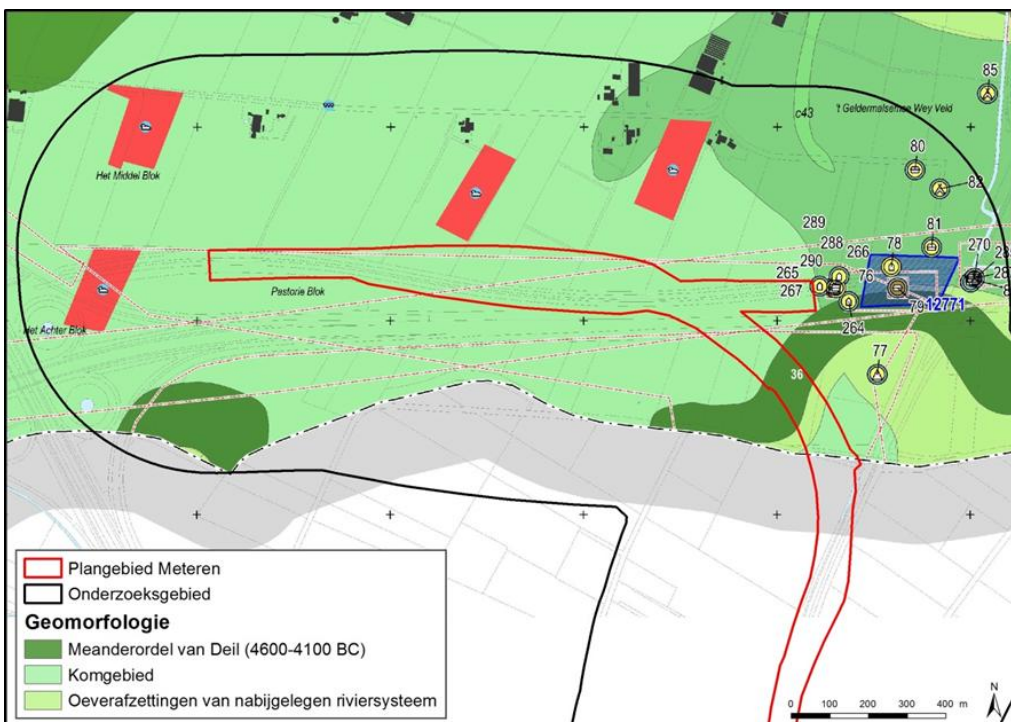 85
't Geldermalsense Wey Veld
c43
80
82
Het Middel Blok
289
81
288
266
78
270
290
265
76
28
267
Pastorie Blok
79
12771
264
Het Achter Blok
77
36
Plangebied Meteren
Onderzoeksgebied
Geomorfologie
Meanderordel van Deil (4600-4100 BC)
Komgebied
Oeverafzettingen van nabijgelegen riviersysteem
N
0 100 200 300 400 m